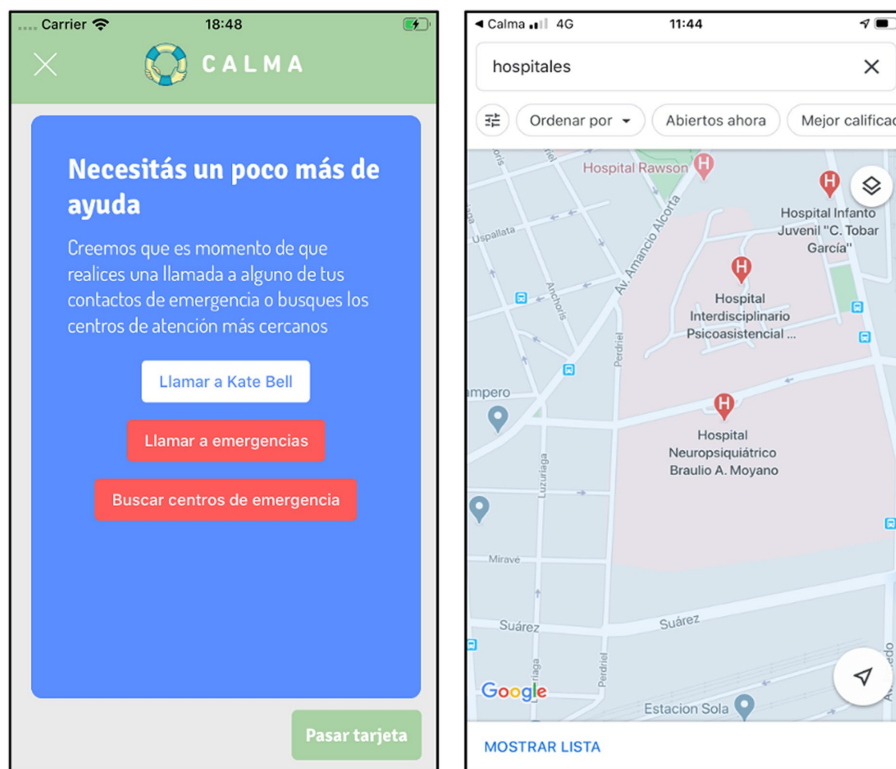 Carrier
18:48
CALMA
Necesitás un poco más de
ayuda
Creemos que es momento de que
realices una llamada a alguno de tus
contactos de emergencia o busques los
centros de atención más cercanos
Llamar a Kate Bell
Llamar a emergencias
Buscar centros de emergencia
Pasar tarjeta
Calma
4G
11:44
hospitales
Ordenar por
Abiertos ahora
Mejor calificad
Hospital Rawson
H
H
Hospital Infanto
Juvenil "C. Tobar
García"
Uspallata
Av. Amancio Alcorta
Anchoris
H
Hospital
Interdisciplinario
Psicoasistencial ...
Perdriel
mpero
H
Hospital
Neuropsiquiátrico
Braulio A. Moyano
Luzuriaga
Miravé
Suárez
Suárez
Perdriel
Google
Estacion Sola
MOSTRAR LISTA